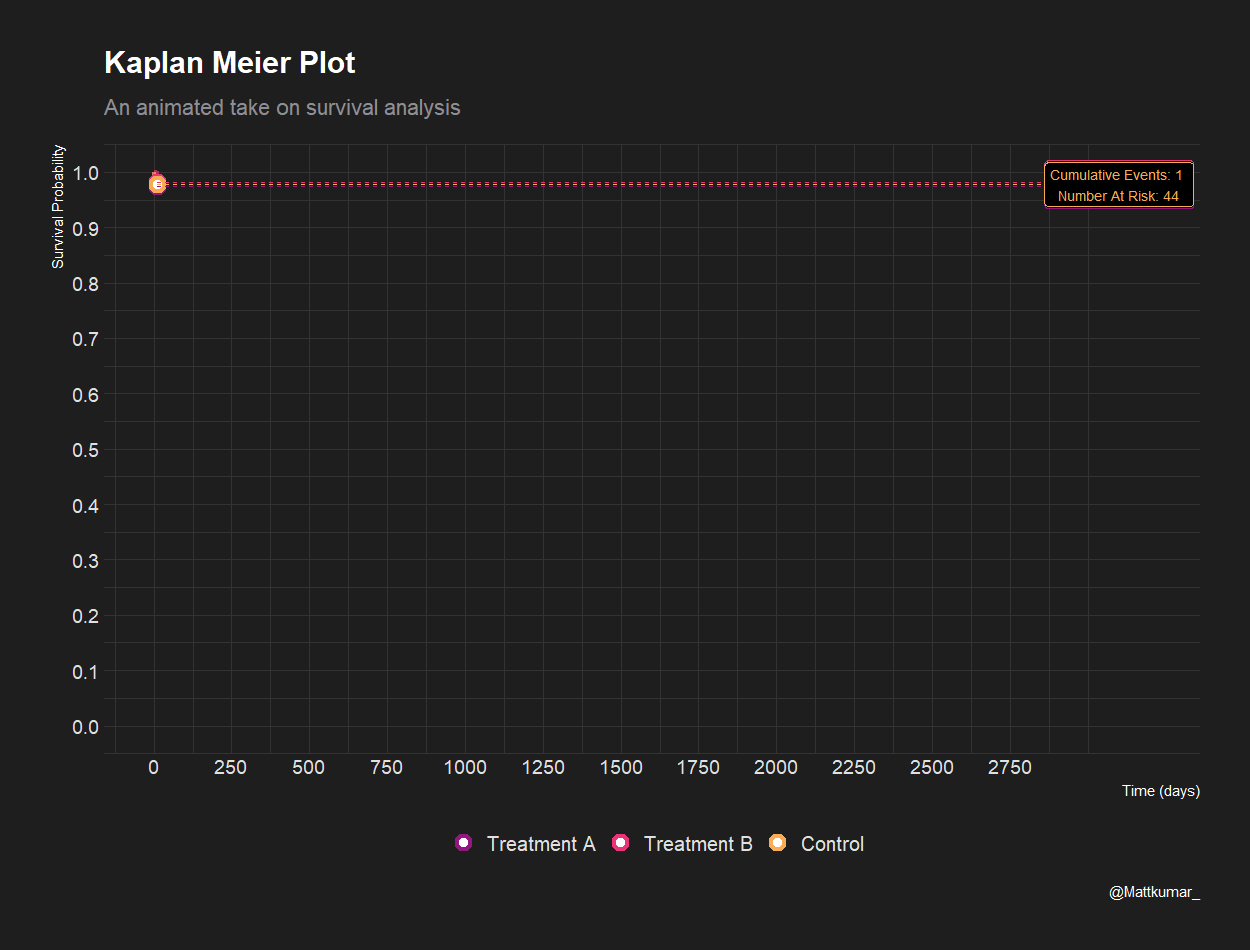 Kaplan Meier Plot
An animated take on survival analysis
Survival Probability
1.0
0.9
0.8
0.7
0.6
0.5
0.4
0.3
0.2
0.1
0.0
Cumulative Events: 1
Number At Risk: 44
0 250 500 750 1000 1250 1500 1750 2000 2250 2500 2750
Time (days)
Treatment A Treatment B Control
@Mattkumar_